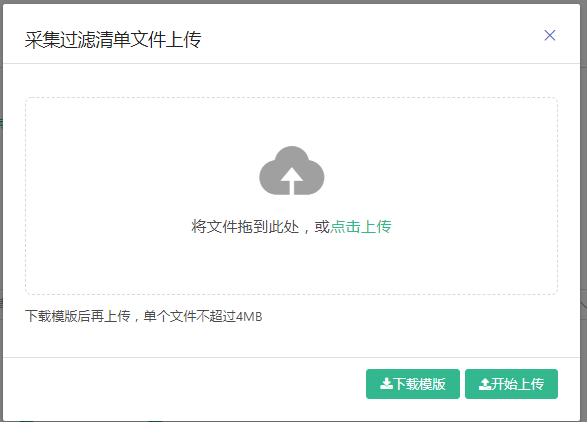 采集过滤清单文件上传
将文件拖到此处，或点击上传
下载模版后再上传，单个文件不超过4MB
下载模版 开始上传